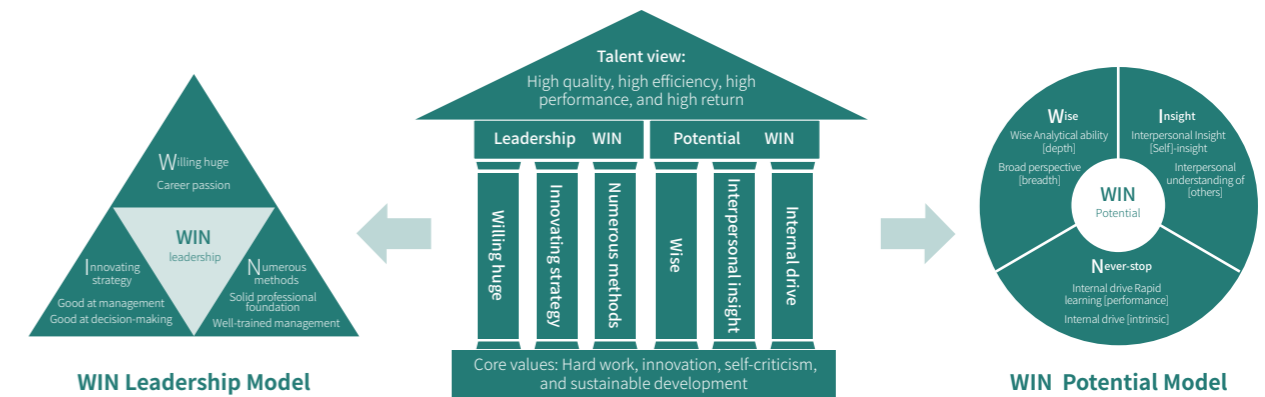 Willing huge
Career passion
WIN
leadership
Innovating
strategy
Good at management
Good at decision-making
Numerous
methods
Solid professional
foundation
Well-trained management
WIN Leadership Model
Talent view:
High quality, high efficiency, high
performance, and high return
Leadership WIN
Potential WIN
Willing huge
Innovating strategy
Numerous methods
Wise
Interpersonal insight
Internal drive
Core values: Hard work, innovation, self-criticism,
and sustainable development
Wise
Wise Analytical ability
[depth]
Broad perspective
[breadth]
Insight
Interpersonal Insight
[Self]-insight
Interpersonal
understanding of
[others]
WIN
Potential
Never-stop
Internal drive Rapid
learning [performance]
Internal drive [intrinsic]
WIN Potential Model